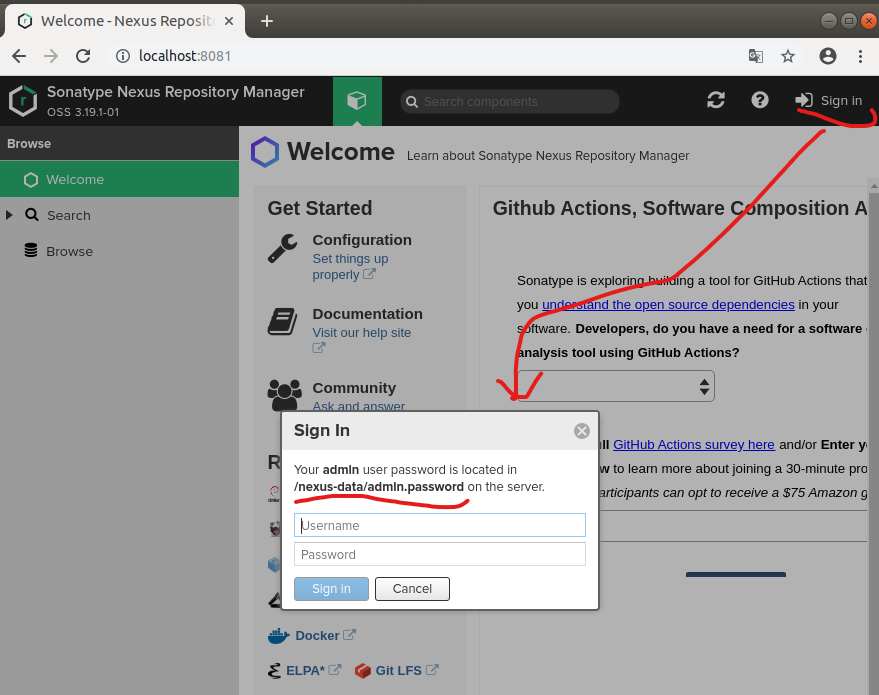 Welcome - Nexus Reposit
localhost:8081
Sonatype Nexus Repository Manager
OSS 3.19.1-01
Search components
Sign in
Browse
Welcome
Search
Browse
Welcome Learn about Sonatype Nexus Repository Manager
Get Started
Configuration
Set things up
properly
Documentation
Visit our help site
Community
Ask and answer
R
Docker
ELPA* Git LFS
Github Actions, Software Composition A
Sonatype is exploring building a tool for GitHub Actions that
you understand the open source dependencies in your
software. Developers, do you have a need for a software
analysis tool using GitHub Actions?
ll GitHub Actions survey here and/or Enter y
w to learn more about joining a 30-minute pro
articipants can opt to receive a $75 Amazon g
Sign In
Your admin user password is located in
/nexus-data/admin.password on the server.
Username
Password
Sign in Cancel